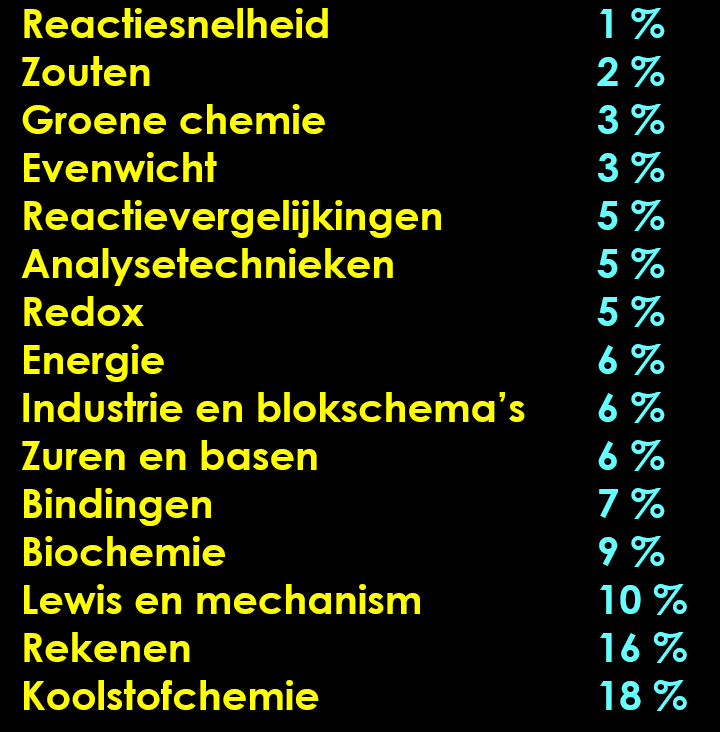 Reactiesnelheid 1 %
Zouten 2 %
Groene chemie 3 %
Evenwicht 3 %
Reactievergelijkingen 5 %
Analysetechnieken 5 %
Redox 5 %
Energie 6 %
Industrie en blokschema’s 6 %
Zuren en basen 6 %
Bindingen 7 %
Biochemie 9 %
Lewis en mechanism 10 %
Rekenen 16 %
Koolstofchemie 18 %